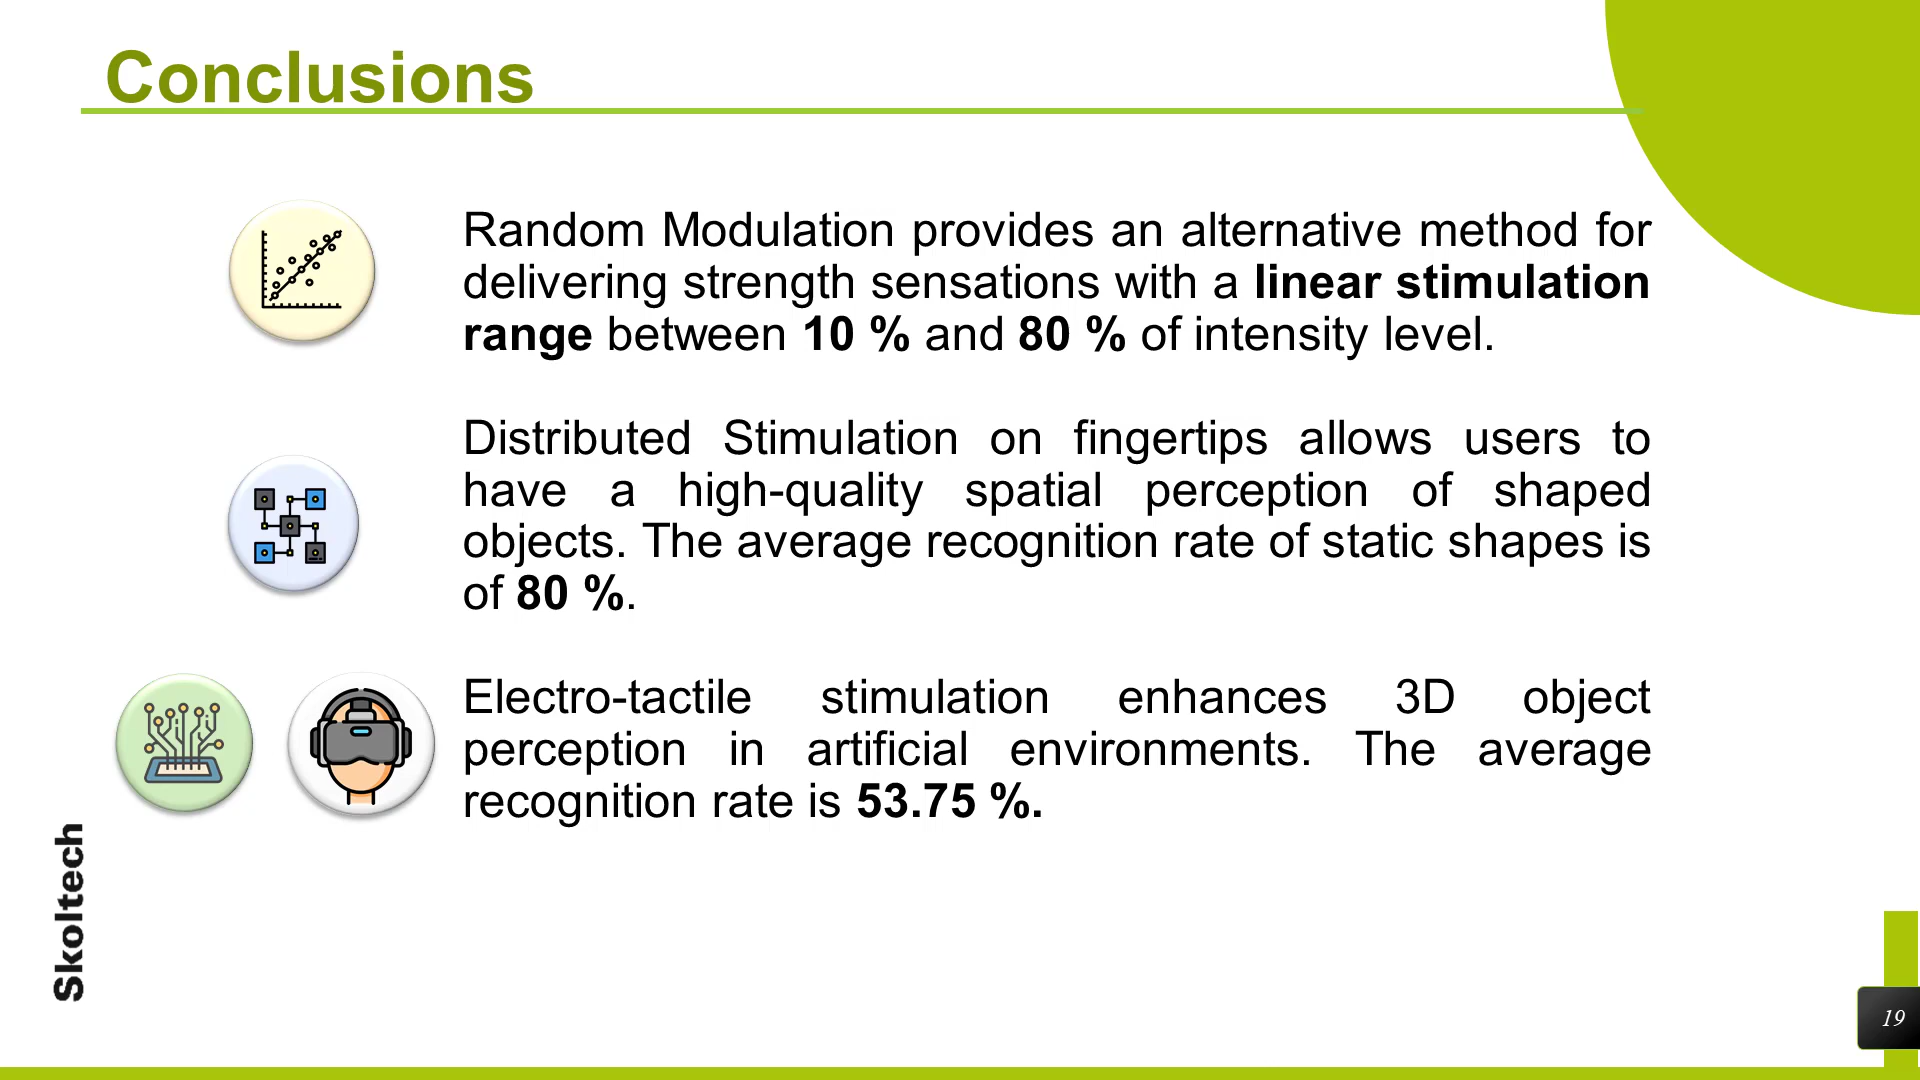 Conclusions
Random Modulation provides an alternative method for
delivering strength sensations with a linear stimulation
range between 10 % and 80 % of intensity level.
Distributed Stimulation on fingertips allows users to
have a high-quality spatial perception of shaped
objects. The average recognition rate of static shapes is
of 80 %.
Electro-tactile stimulation enhances 3D object
perception in artificial environments. The average
recognition rate is 53.75 %.
Skoltech
19